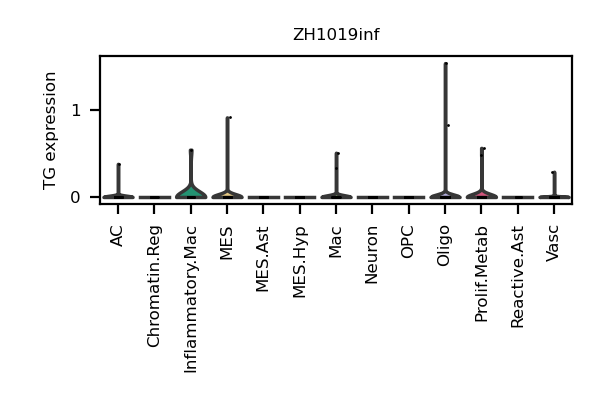 ZH1019inf
TG expression
1
0
AC
Chromatin.Reg
Inflammatory.Mac
MES
MES.Ast
MES.Hyp
Mac
Neuron
OPC
Oligo
Prolif.Metab
Reactive.Ast
Vasc